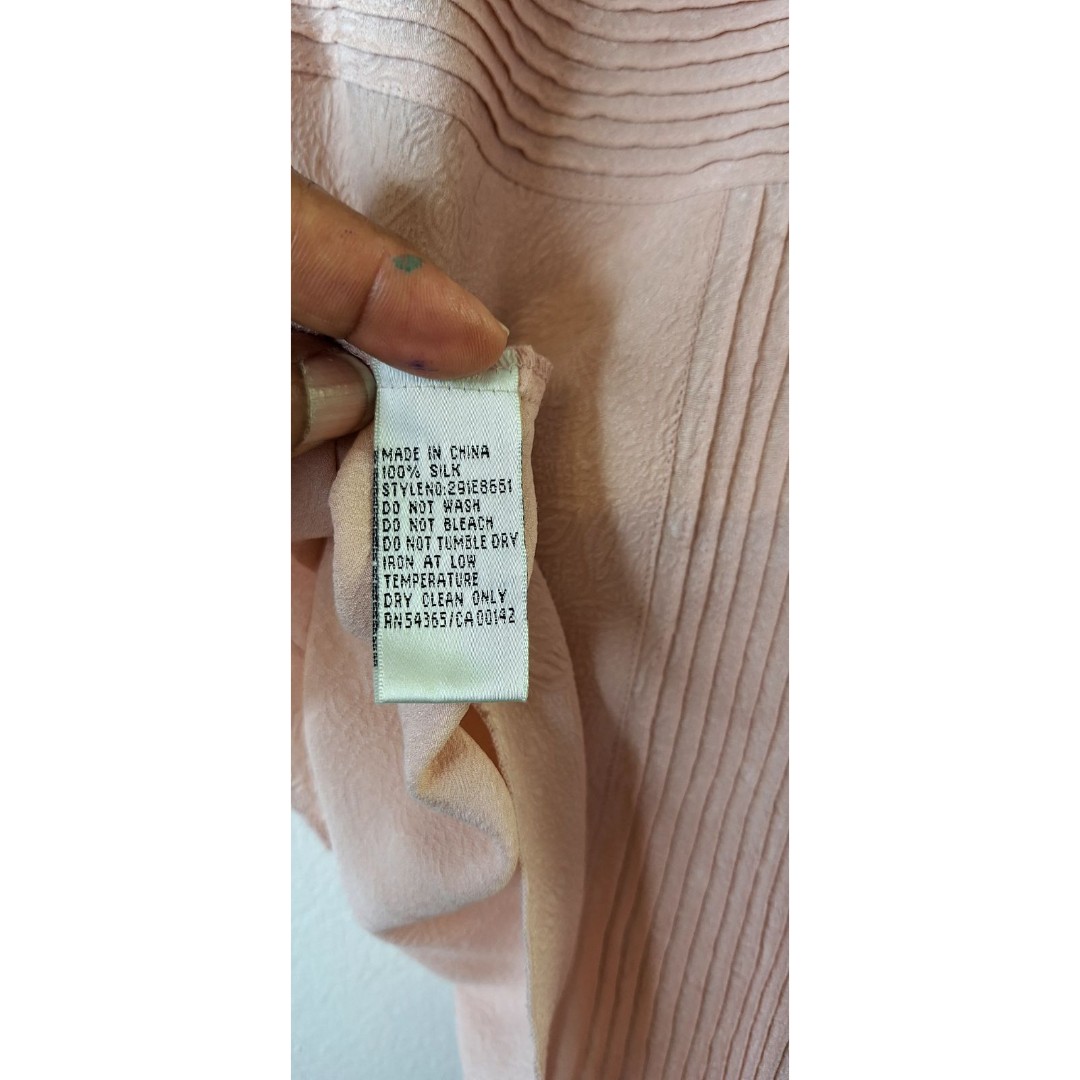 MADE IN CHINA
100% SILK
STYLENO:291E8651
DO NOT WASH
DO NOT BLEACH
DO NOT TUMBLE DRY
IRON AT LOW
TEMPERATURE
DRY CLEAN ONLY
RN54365/CA00142